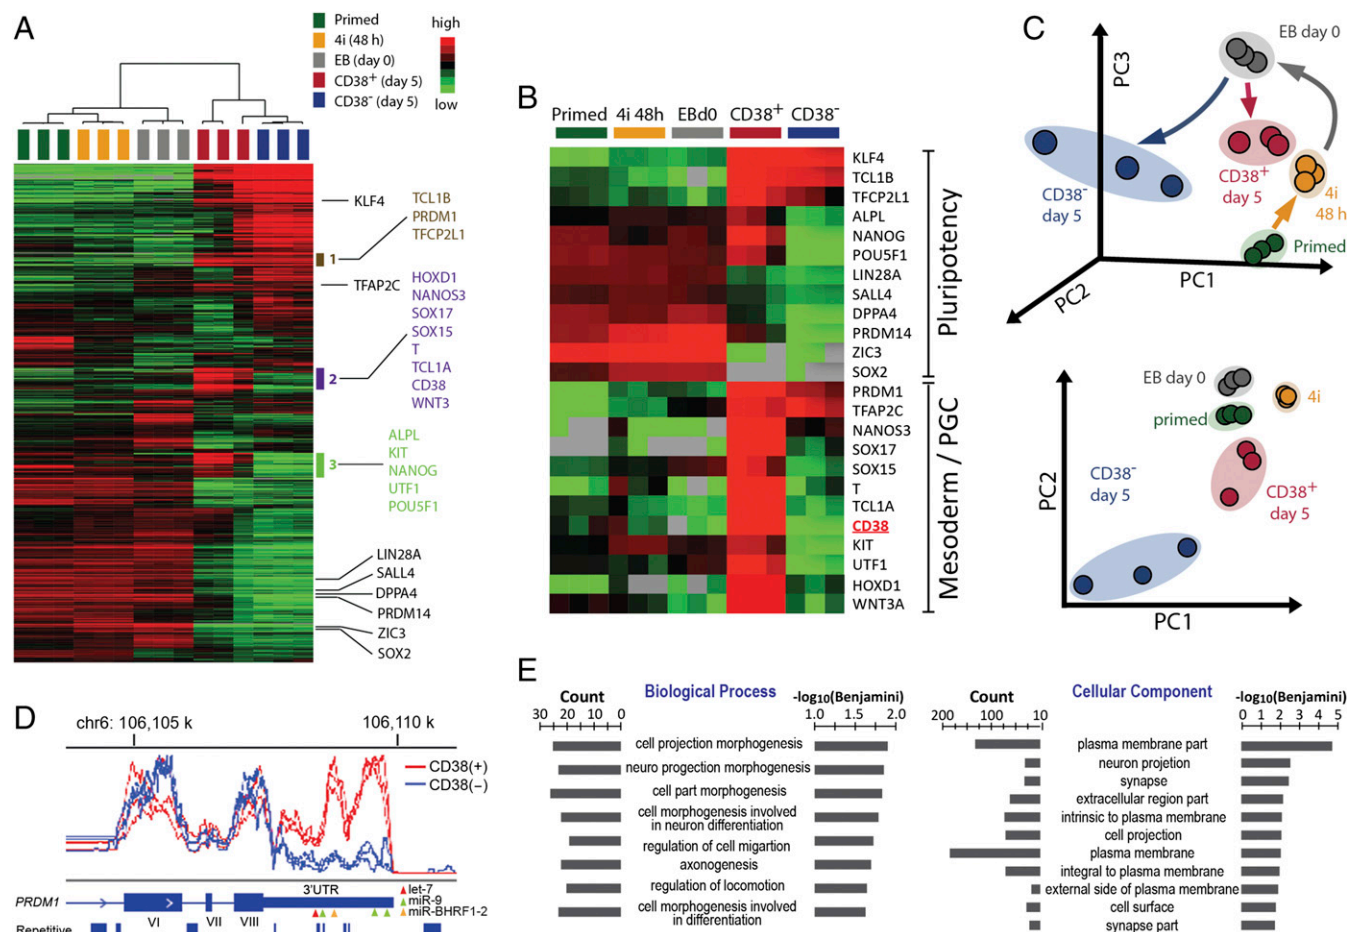 A
Primed
4i (48 h)
EB (day 0)
CD38⁺ (day 5)
CD38⁻ (day 5)
high
low
KLF4
TCL1B
PRDM1
TFCP2L1
1
TFAP2C
HOXD1
NANOS3
SOX17
SOX15
T
TCL1A
CD38
WNT3
2
ALPL
KIT
NANOG
UTF1
POU5F1
3
LIN28A
SALL4
DPPA4
PRDM14
ZIC3
SOX2
B
Primed 4i 48h EBd0 CD38⁺ CD38⁻
KLF4
TCL1B
TFCP2L1
ALPL
NANOG
POU5F1
LIN28A
SALL4
DPPA4
PRDM14
ZIC3
SOX2
Pluripotency
PRDM1
TFAP2C
NANOS3
SOX17
SOX15
T
TCL1A
CD38
KIT
UTF1
HOXD1
WNT3A
Mesoderm / PGC
C
PC3
EB day 0
CD38⁻
day 5
CD38⁺
day 5
4i
48 h
Primed
PC1
PC2
EB day 0
4i
primed
CD38⁻
day 5
CD38⁺
day 5
PC2
PC1
D
chr6: 106,105 k 106,110 k
CD38(+)
CD38(−)
3'UTR
let-7
miR-9
miR-BHRF1-2
PRDM1
VI VII VIII
Repetitive
E
Count Biological Process -log₁₀(Benjamini)
30 20 10 0 1.0 1.5 2.0
cell projection morphogenesis
neuro progection morphogenesis
cell part morphogenesis
cell morphogenesis involved
in neuron differentiation
regulation of cell migartion
axonogenesis
regulation of locomotion
cell morphogenesis involved
in differentiation
Count Cellular Component -log₁₀(Benjamini)
200 100 10 0 1 2 3 4 5
plasma membrane part
neuron projetion
synapse
extracellular region part
intrinsic to plasma membrane
cell projection
plasma membrane
integral to plasma membrane
external side of plasma membrane
cell surface
synapse part